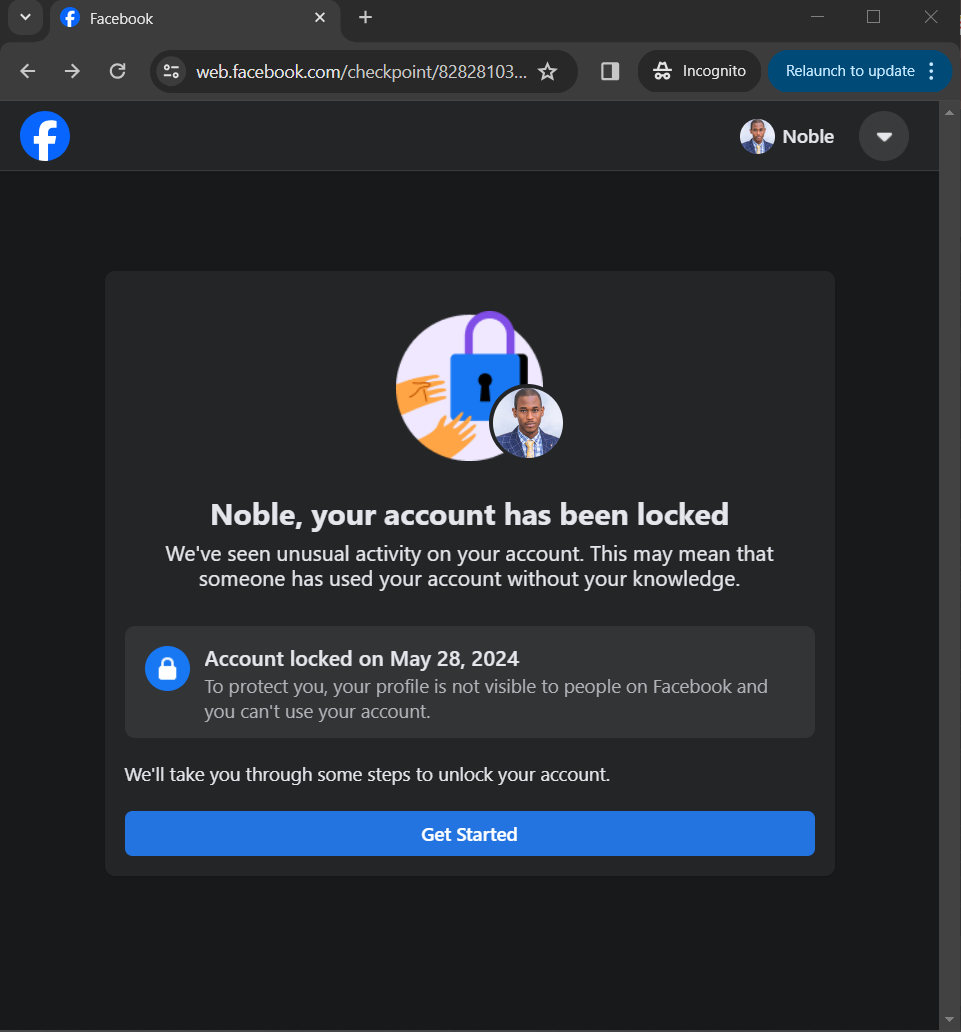 Facebook
web.facebook.com/checkpoint/82828103...
Incognito
Relaunch to update
Noble
Noble, your account has been locked
We've seen unusual activity on your account. This may mean that
someone has used your account without your knowledge.
Account locked on May 28, 2024
To protect you, your profile is not visible to people on Facebook and
you can't use your account.
We'll take you through some steps to unlock your account.
Get Started